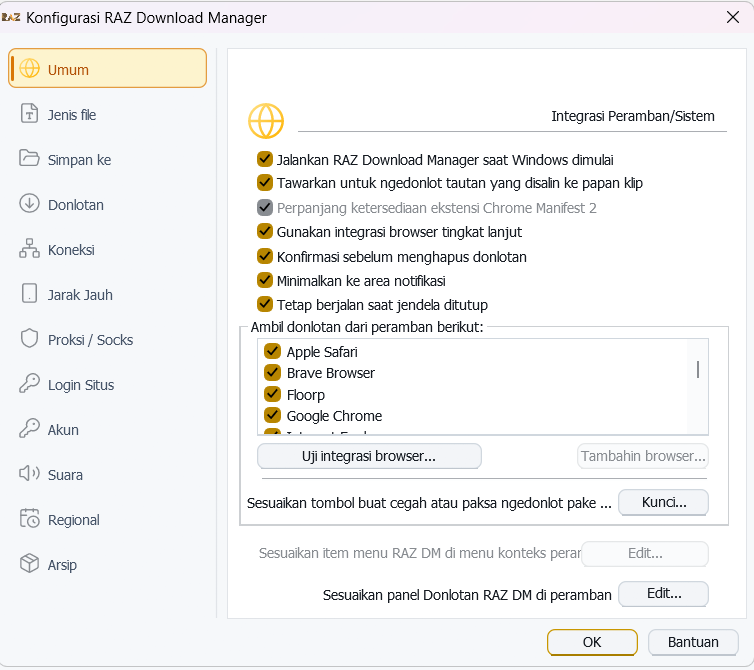 RAZ Konfigurasi RAZ Download Manager
Umum
Jenis file
Simpan ke
Donlotan
Koneksi
Jarak Jauh
Proksi / Socks
Login Situs
Akun
Suara
Regional
Arsip
Integrasi Peramban/Sistem
Jalankan RAZ Download Manager saat Windows dimulai
Tawarkan untuk ngedonlot tautan yang disalin ke papan klip
Perpanjang ketersediaan ekstensi Chrome Manifest 2
Gunakan integrasi browser tingkat lanjut
Konfirmasi sebelum menghapus donlotan
Minimalkan ke area notifikasi
Tetap berjalan saat jendela ditutup
Ambil donlotan dari peramban berikut:
Apple Safari
Brave Browser
Floorp
Google Chrome
Uji integrasi browser... Tambahin browser...
Sesuaikan tombol buat cegah atau paksa ngedonlot pake ... Kunci...
Sesuaikan item menu RAZ DM di menu konteks perar Edit...
Sesuaikan panel Donlotan RAZ DM di peramban Edit...
OK Bantuan